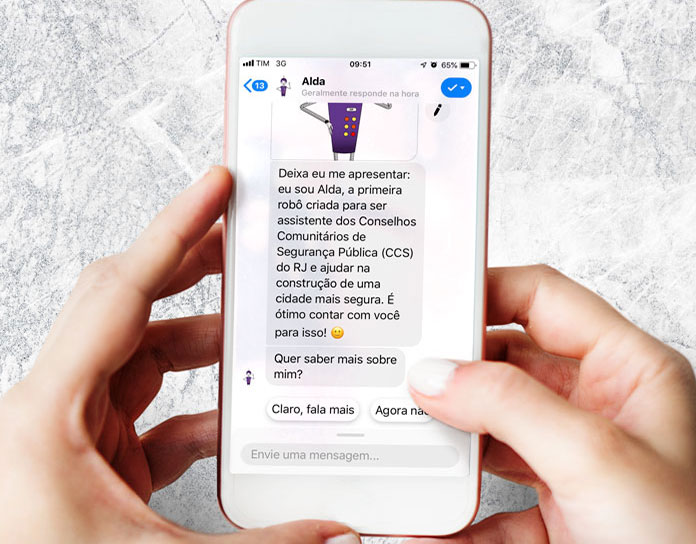 TIM 3G 09:51 65%
13 Alda
Geralmente responde na hora
Deixa eu me apresentar:
eu sou Alda, a primeira
robô criada para ser
assistente dos Conselhos
Comunitários de
Segurança Pública (CCS)
do RJ e ajudar na
construção de uma
cidade mais segura. É
ótimo contar com você
para isso! 🙂
Quer saber mais sobre
mim?
Claro, fala mais Agora não
Envie uma mensagem...